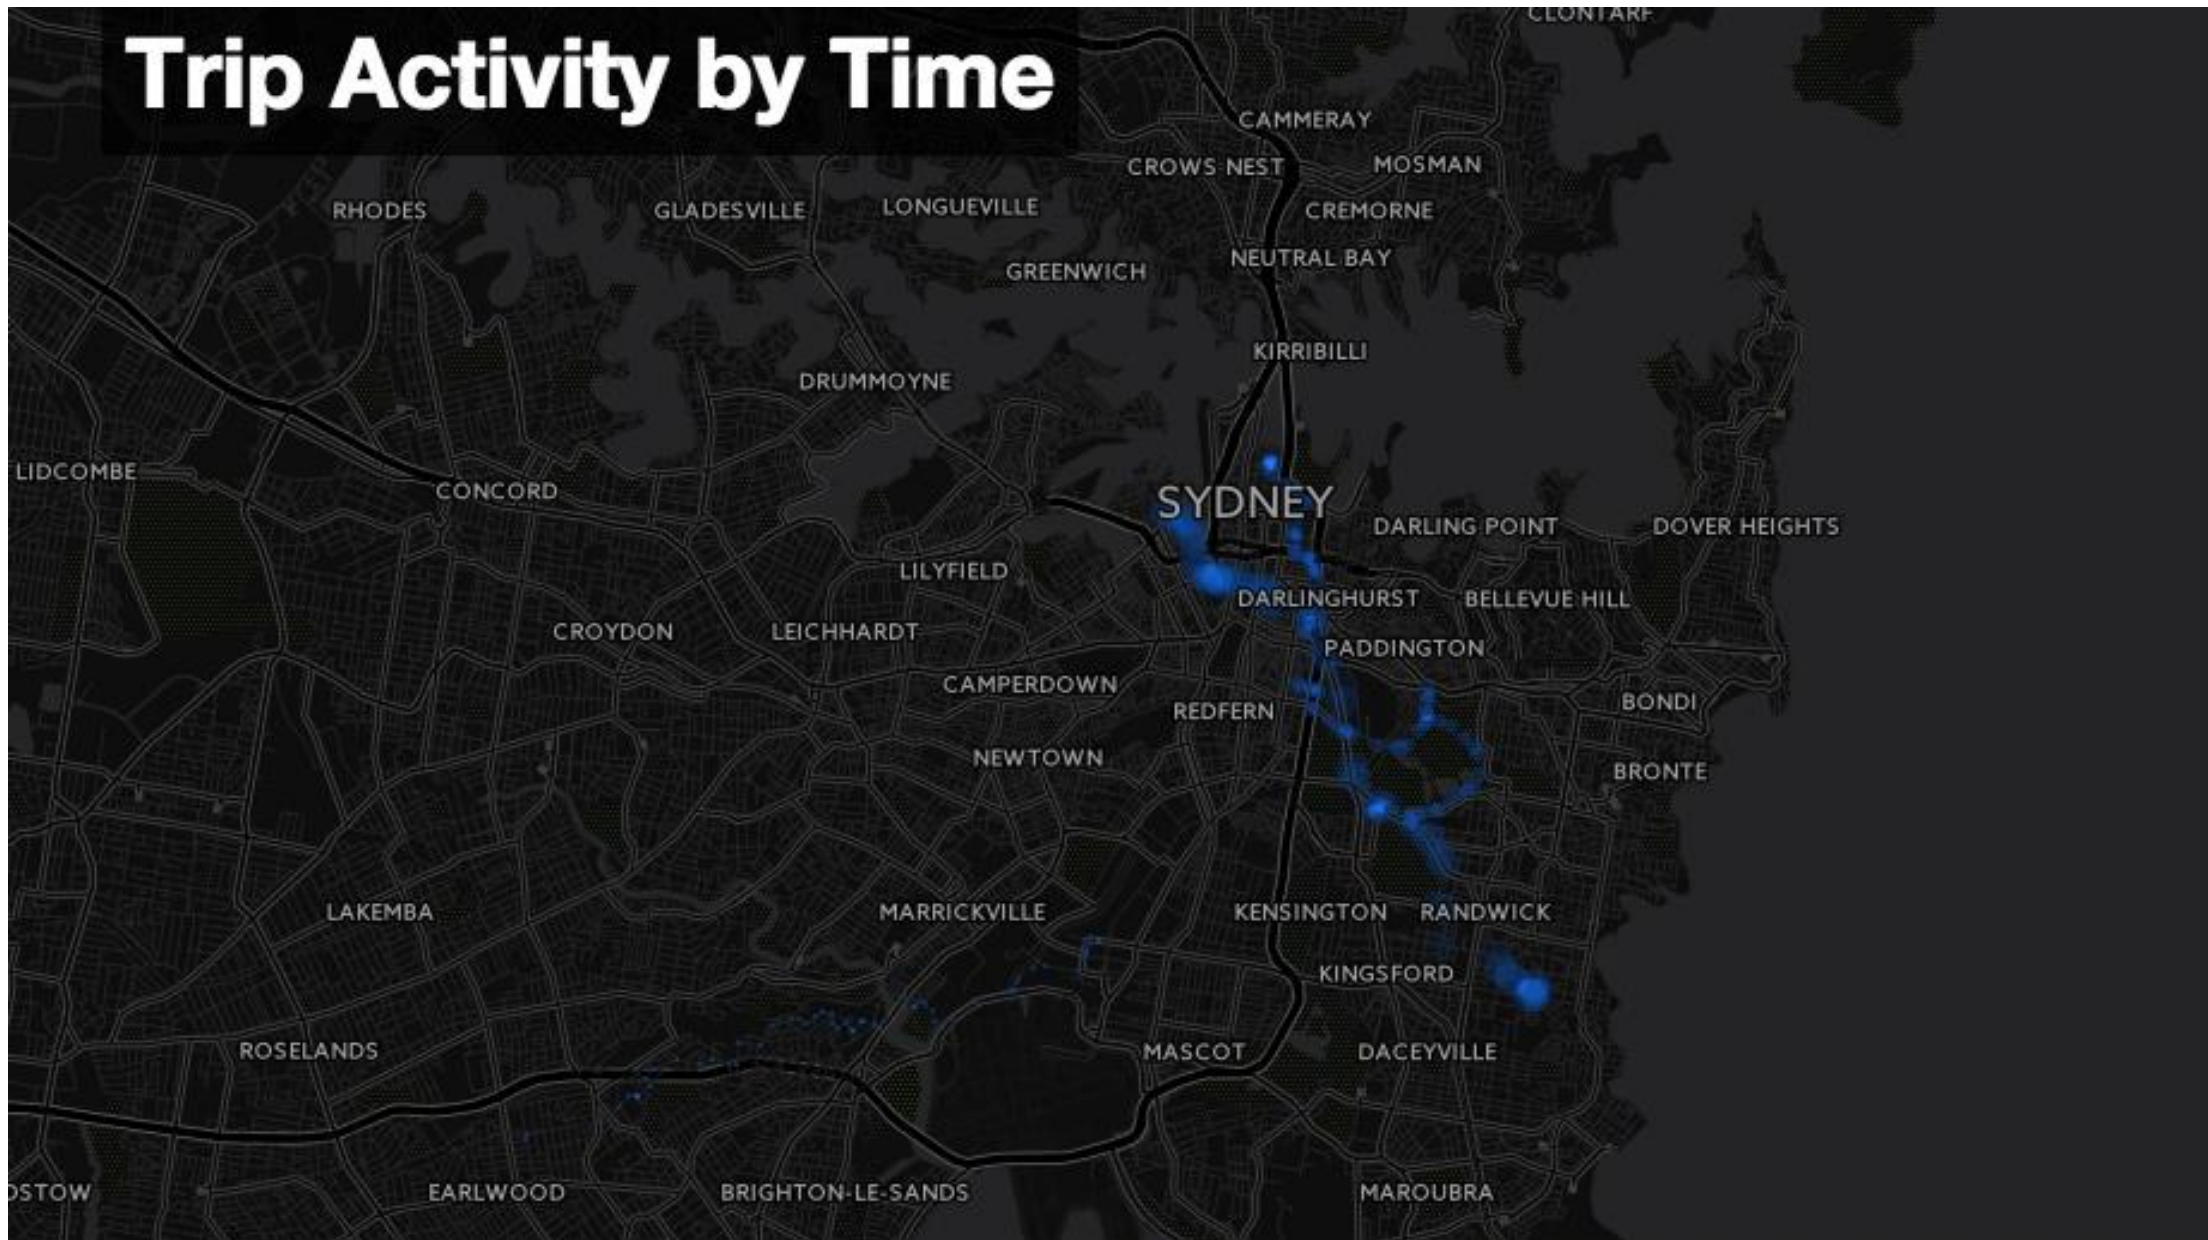 Trip Activity by Time
CLONTARF
CAMMERAY
CROWS NEST
MOSMAN
RHODES
GLADESVILLE
LONGUEVILLE
CREMORNE
NEUTRAL BAY
GREENWICH
KIRRIBILLI
DRUMMOYNE
LIDCOMBE
CONCORD
SYDNEY
DARLING POINT
DOVER HEIGHTS
LILYFIELD
DARLINGHURST
BELLEVUE HILL
CROYDON
LEICHHARDT
PADDINGTON
CAMPERDOWN
REDFERN
BONDI
NEWTOWN
BRONTE
LAKEMBA
MARRICKVILLE
KENSINGTON
RANDWICK
KINGSFORD
ROSELANDS
MASCOT
DACEYVILLE
OSTOW
EARLWOOD
BRIGHTON-LE-SANDS
MAROUBRA